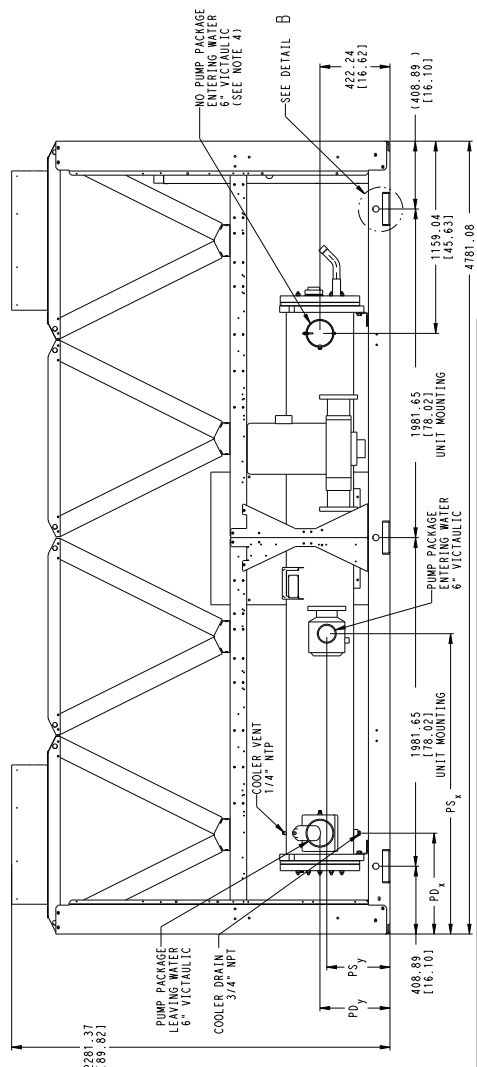 NO PUMP PACKAGE
ENTERING WATER
6" VICTAULIC
(SEE NOTE 4)
SEE DETAIL B
422.24
[16.62]
(408.89 )
[16.10]
1159.04
[45.63]
4781.08
1981.65
[78.02]
UNIT MOUNTING
PUMP PACKAGE
ENTERING WATER
6" VICTAULIC
COOLER VENT
1/4" NTP
1981.65
[78.02]
UNIT MOUNTING
PSx
PDx
PUMP PACKAGE
LEAVING WATER
6" VICTAULIC
COOLER DRAIN
3/4" NPT
PSy
PDy
408.89
[16.10]
2281.37
[89.82]